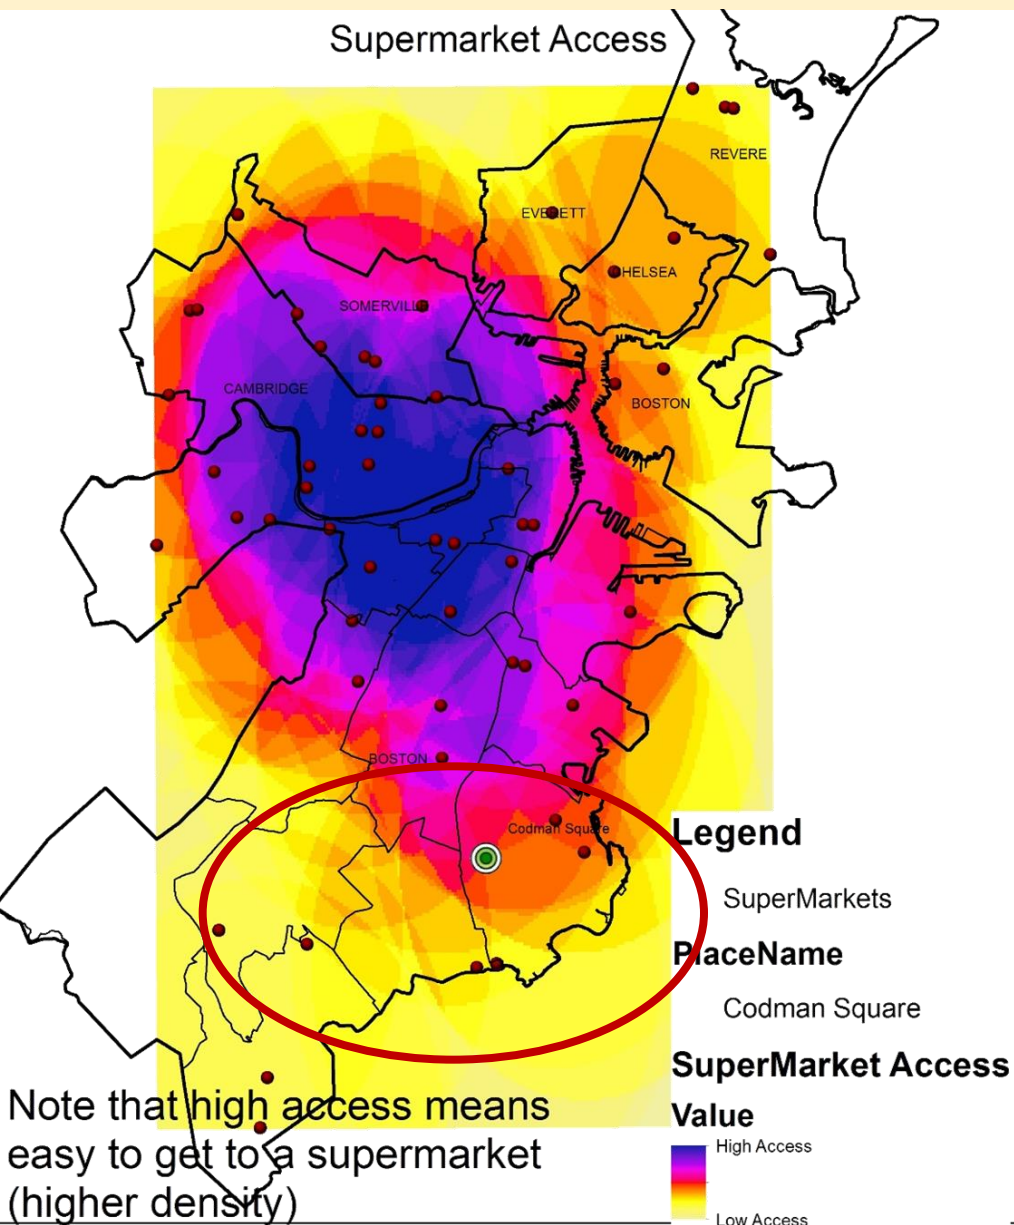 Supermarket Access
REVERE
EVERETT
CHELSEA
SOMERVILLE
CAMBRIDGE
BOSTON
BOSTON
Codman Square
Legend
SuperMarkets
PlaceName
Codman Square
SuperMarket Access
Value
High Access
Low Access
Note that high access means
easy to get to a supermarket
(higher density)